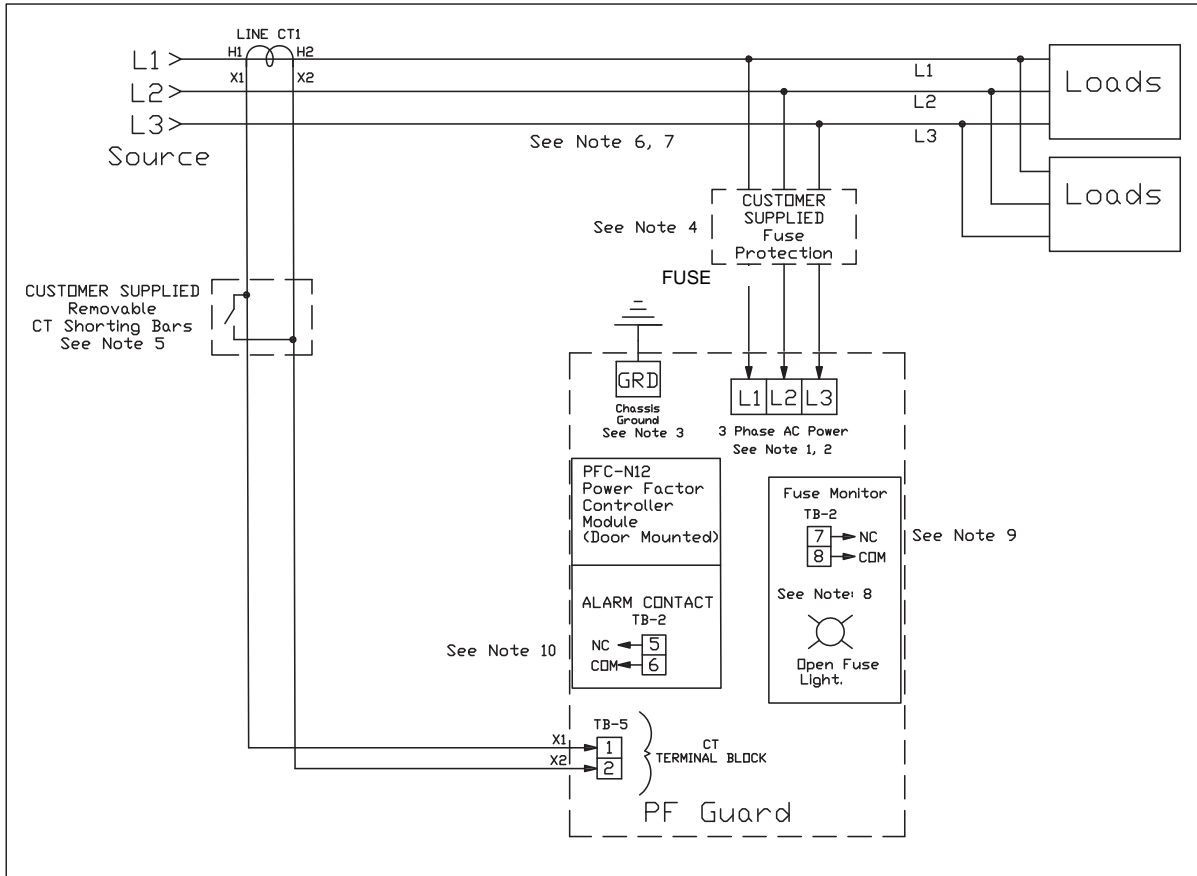 LINE CT1
H1 H2
L1
X1 X2
L2
L3
Source
L1
L2
L3
Loads
Loads
See Note 6, 7
See Note 4
CUSTOMER
SUPPLIED
Fuse
Protection
FUSE
CUSTOMER SUPPLIED
Removable
CT Shorting Bars
See Note 5
GRD
Chassis
Ground
See Note 3
L1 L2 L3
3 Phase AC Power
See Note 1, 2
PFC-N12
Power Factor
Controller
Module
(Door Mounted)
Fuse Monitor
TB-2
7 NC
8 COM
See Note: 8
Open Fuse
Light.
See Note 9
ALARM CONTACT
TB-2
NC 5
COM 6
See Note 10
TB-5
X1 1
X2 2
CT
TERMINAL BLOCK
PF Guard